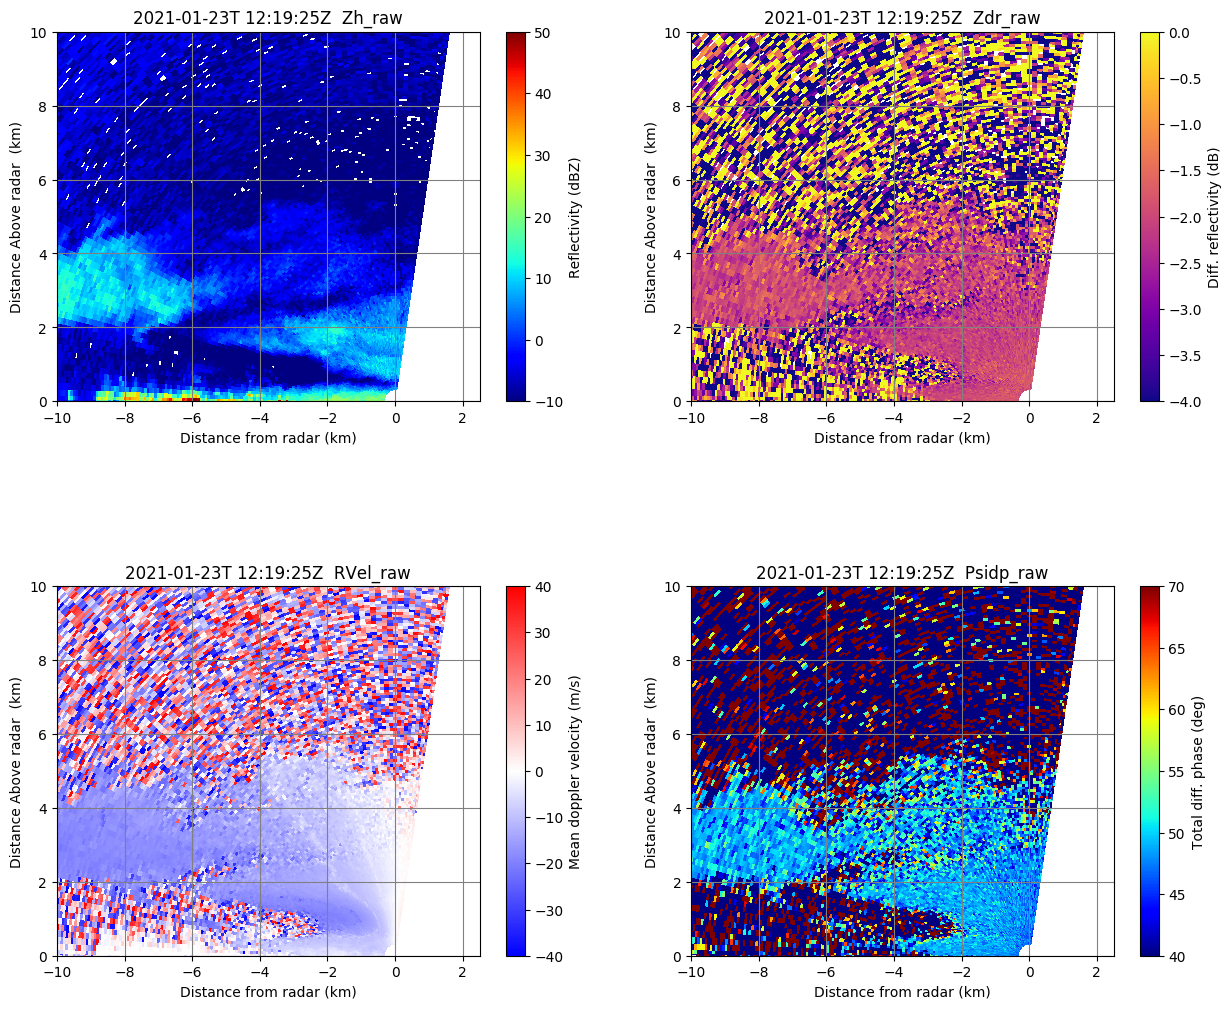 2021-01-23T 12:19:25Z  Zh_raw
10
8
6
4
2
0
Distance Above radar  (km)
−10 −8 −6 −4 −2 0 2
Distance from radar (km)
50
40
30
20
10
0
−10
Reflectivity (dBZ)
2021-01-23T 12:19:25Z  Zdr_raw
10
8
6
4
2
0
Distance Above radar  (km)
−10 −8 −6 −4 −2 0 2
Distance from radar (km)
0.0
−0.5
−1.0
−1.5
−2.0
−2.5
−3.0
−3.5
−4.0
Diff. reflectivity (dB)
2021-01-23T 12:19:25Z  RVel_raw
10
8
6
4
2
0
Distance Above radar  (km)
−10 −8 −6 −4 −2 0 2
Distance from radar (km)
40
30
20
10
0
−10
−20
−30
−40
Mean doppler velocity (m/s)
2021-01-23T 12:19:25Z  Psidp_raw
10
8
6
4
2
0
Distance Above radar  (km)
−10 −8 −6 −4 −2 0 2
Distance from radar (km)
70
65
60
55
50
45
40
Total diff. phase (deg)